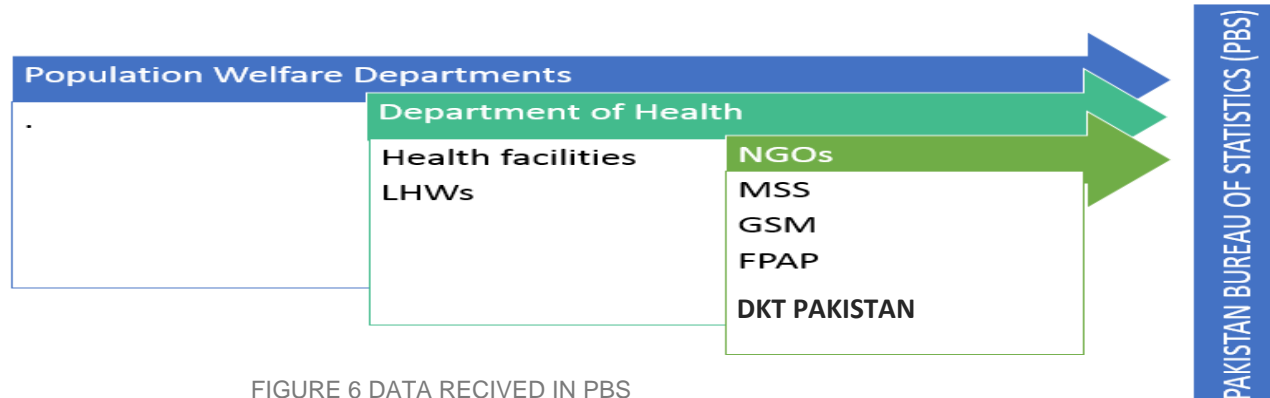 Population Welfare Departments
.
Department of Health
Health facilities
LHWs
NGOs
MSS
GSM
FPAP
DKT PAKISTAN
PAKISTAN BUREAU OF STATISTICS (PBS)
FIGURE 6 DATA RECIVED IN PBS